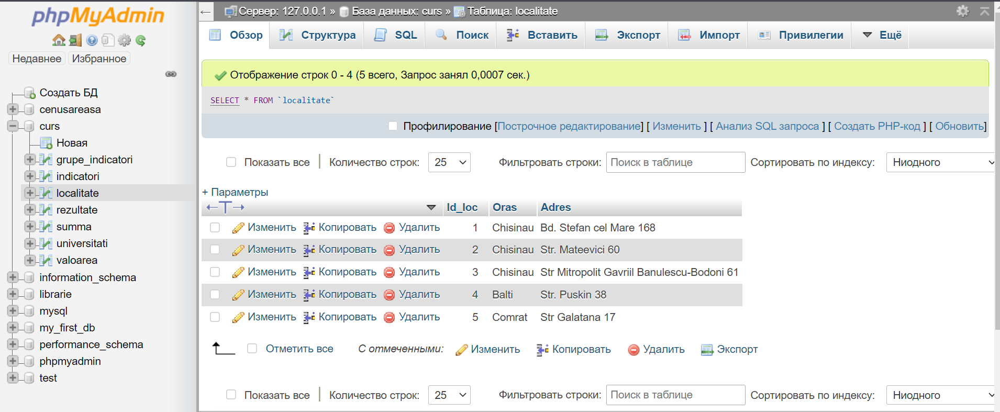 phpMyAdmin
Недавнее Избранное
Создать БД
cenusareasa
curs
Новая
grupe_indicatori
indicatori
localitate
rezultate
summa
universitati
valoarea
information_schema
librarie
mysql
my_first_db
performance_schema
phpmyadmin
test
Сервер: 127.0.0.1 » База данных: curs » Таблица: localitate
Обзор Структура SQL Поиск Вставить Экспорт Импорт Привилегии Ещё
Отображение строк 0 - 4 (5 всего, Запрос занял 0,0007 сек.)
SELECT * FROM `localitate`
Профилирование [Построчное редактирование] [ Изменить ] [ Анализ SQL запроса ] [ Создать PHP-код ] [ Обновить]
Показать все Количество строк: 25 Фильтровать строки: Поиск в таблице Сортировать по индексу: Ниодного
+ Параметры
←T→ Id_loc Oras Adres
Изменить Копировать Удалить 1 Chisinau Bd. Stefan cel Mare 168
Изменить Копировать Удалить 2 Chisinau Str. Mateevici 60
Изменить Копировать Удалить 3 Chisinau Str Mitropolit Gavriil Banulescu-Bodoni 61
Изменить Копировать Удалить 4 Balti Str. Puskin 38
Изменить Копировать Удалить 5 Comrat Str Galatana 17
Отметить все С отмеченными: Изменить Копировать Удалить Экспорт
Показать все Количество строк: 25 Фильтровать строки: Поиск в таблице Сортировать по индексу: Ниодного